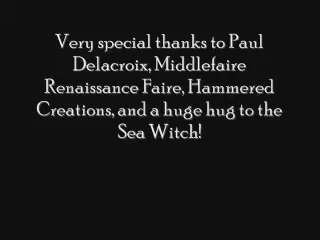 Very special thanks to Paul
Delacroix, Middlefaire
Renaissance Faire, Hammered
Creations, and a huge hug to the
Sea Witch!